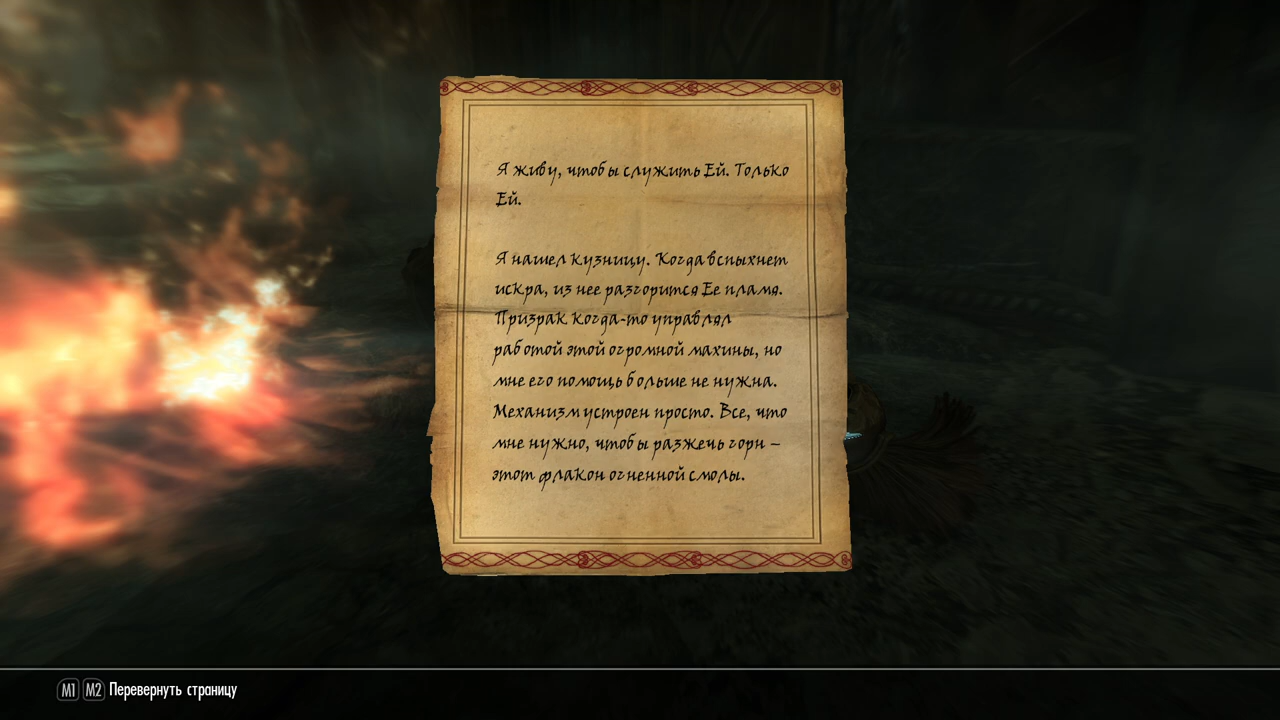 Я живу, чтобы служить Ей. Только
Ей.
Я нашел кузницу. Когда вспыхнет
искра, из нее разгорится Ее пламя.
Призрак когда-то управлял
работой этой огромной махины, но
мне его помощь больше не нужна.
Механизм устроен просто. Все, что
мне нужно, чтобы разжечь горн –
этот флакон огненной смолы.
M1 M2 Перевернуть страницу